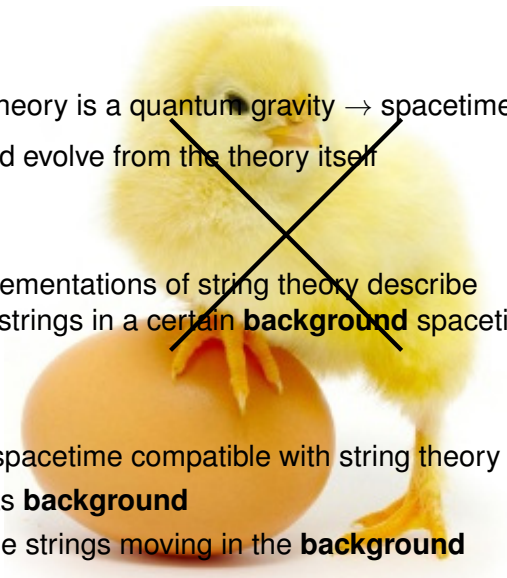 heory is a quantum gravity → spacetime
d evolve from the theory itself
ementations of string theory describe
strings in a certain background spaceti
spacetime compatible with string theory
s background
e strings moving in the background